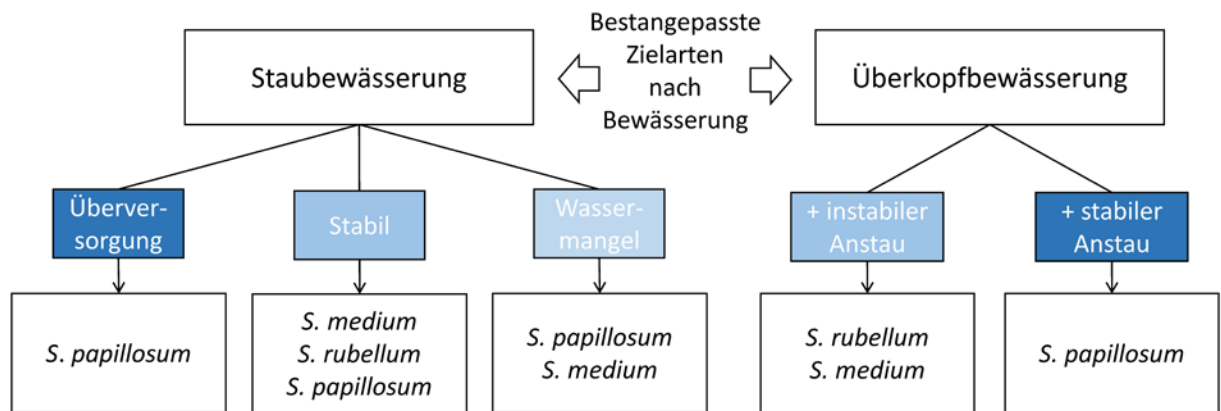 Bestangepasste
Zielarten
nach
Bewässerung
Staubewässerung
Überkopfbewässerung
Überver-
sorgung
Stabil
Wasser-
mangel
+ instabiler
Anstau
+ stabiler
Anstau
S. papillosum
S. medium
S. rubellum
S. papillosum
S. papillosum
S. medium
S. rubellum
S. medium
S. papillosum